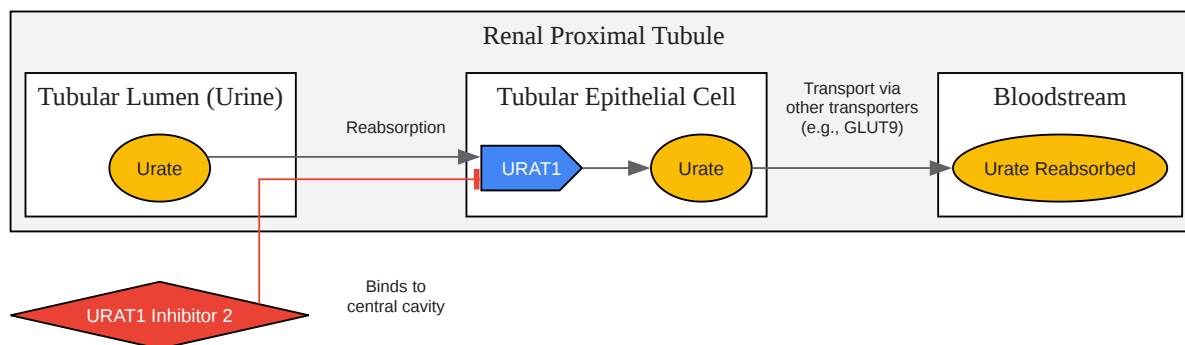 Renal Proximal Tubule
Tubular Lumen (Urine)
Urate
Reabsorption
Tubular Epithelial Cell
URAT1
Urate
Transport via
other transporters
(e.g., GLUT9)
Bloodstream
Urate Reabsorbed
URAT1 Inhibitor 2
Binds to
central cavity